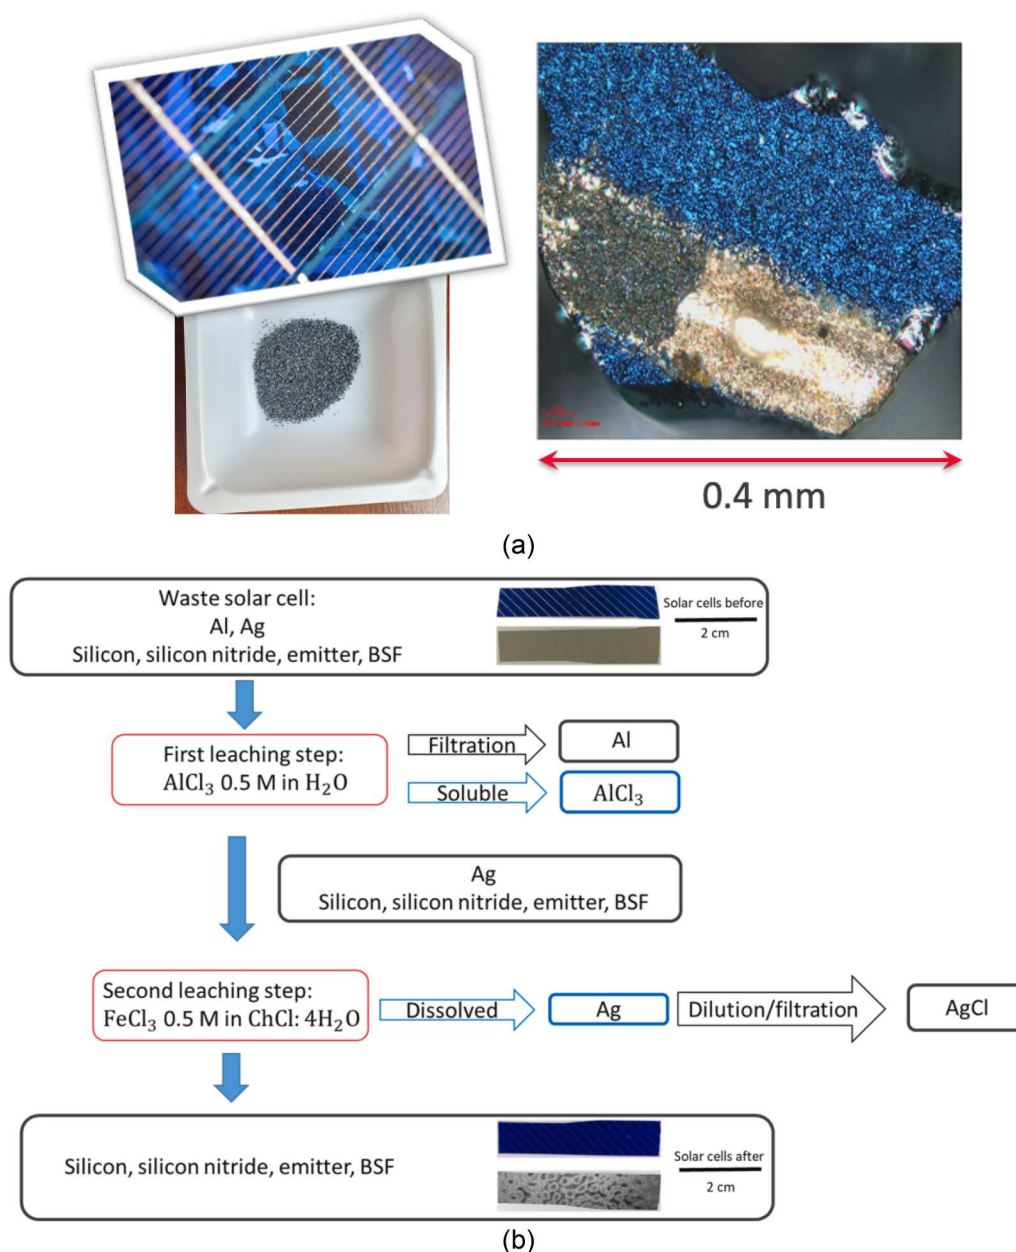 0.4 mm
(a)
Waste solar cell:
Al, Ag
Silicon, silicon nitride, emitter, BSF
Solar cells before
2 cm
First leaching step:
AlCl₃ 0.5 M in H₂O
Filtration
Al
Soluble
AlCl₃
Ag
Silicon, silicon nitride, emitter, BSF
Second leaching step:
FeCl₃ 0.5 M in ChCl: 4H₂O
Dissolved
Ag
Dilution/filtration
AgCl
Silicon, silicon nitride, emitter, BSF
Solar cells after
2 cm
(b)